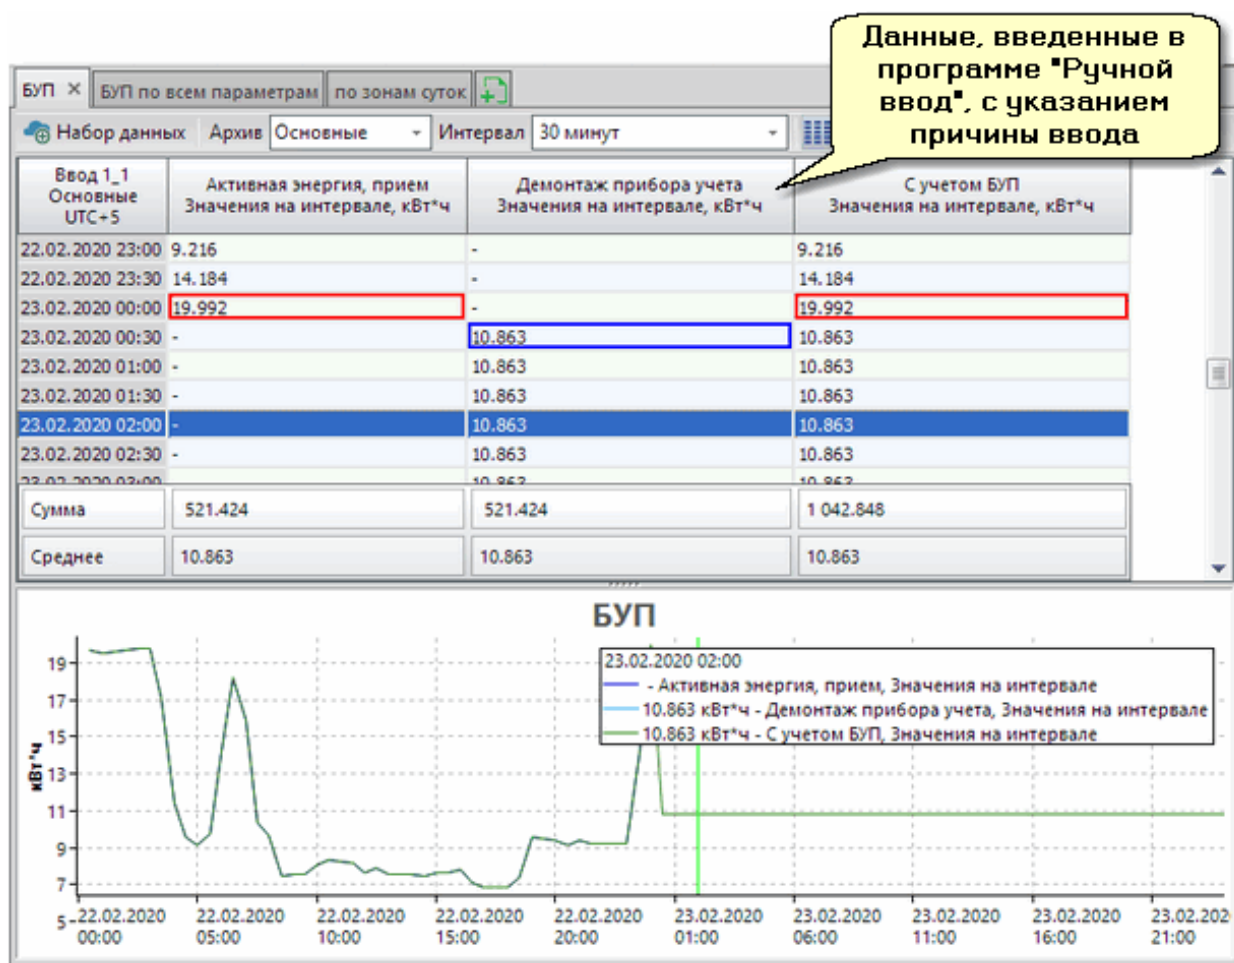 Данные, введенные в
программе "Ручной
ввод", с указанием
причины ввода
БУП ×
БУП по всем параметрам
по зонам суток
Набор данных Архив Основные Интервал 30 минут
Ввод 1_1
Основные
UTC+5
Активная энергия, прием
Значения на интервале, кВт*ч
Демонтаж прибора учета
Значения на интервале, кВт*ч
С учетом БУП
Значения на интервале, кВт*ч
22.02.2020 23:00 9.216 - 9.216
22.02.2020 23:30 14.184 - 14.184
23.02.2020 00:00 19.992 - 19.992
23.02.2020 00:30 - 10.863 10.863
23.02.2020 01:00 - 10.863 10.863
23.02.2020 01:30 - 10.863 10.863
23.02.2020 02:00 - 10.863 10.863
23.02.2020 02:30 - 10.863 10.863
23.02.2020 03:00 10.863 10.863
Сумма 521.424 521.424 1 042.848
Среднее 10.863 10.863 10.863
БУП
23.02.2020 02:00
- Активная энергия, прием, Значения на интервале
10.863 кВт*ч - Демонтаж прибора учета, Значения на интервале
10.863 кВт*ч - С учетом БУП, Значения на интервале
кВт*ч
19
17
15
13
11
9
7
5
22.02.2020 22.02.2020 22.02.2020 22.02.2020 22.02.2020 23.02.2020 23.02.2020 23.02.2020 23.02.2020 23.02.202
00:00 05:00 10:00 15:00 20:00 01:00 06:00 11:00 16:00 21:00